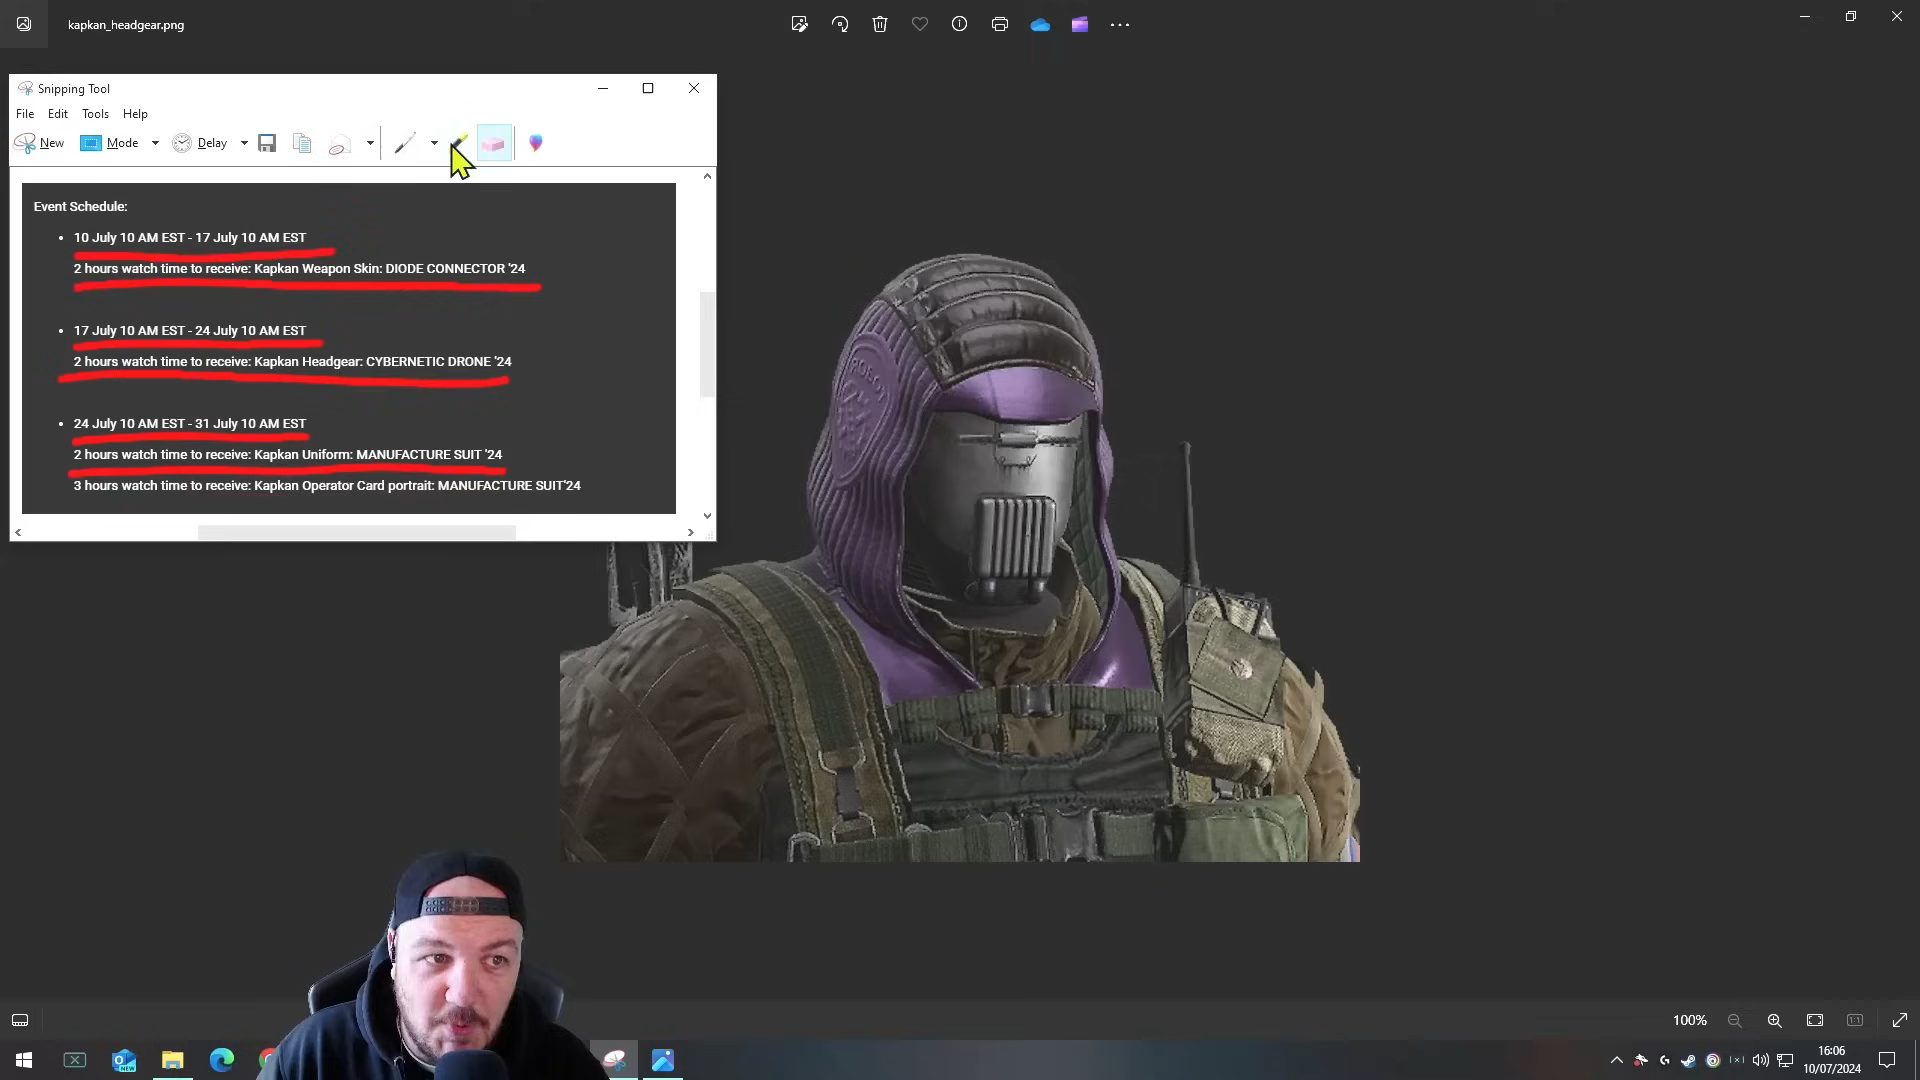 kapkan_headgear.png
Snipping Tool
File Edit Tools Help
New Mode Delay
Event Schedule:
• 10 July 10 AM EST - 17 July 10 AM EST
2 hours watch time to receive: Kapkan Weapon Skin: DIODE CONNECTOR '24
• 17 July 10 AM EST - 24 July 10 AM EST
2 hours watch time to receive: Kapkan Headgear: CYBERNETIC DRONE '24
• 24 July 10 AM EST - 31 July 10 AM EST
2 hours watch time to receive: Kapkan Uniform: MANUFACTURE SUIT '24
3 hours watch time to receive: Kapkan Operator Card portrait: MANUFACTURE SUIT'24
100%
16:06
10/07/2024